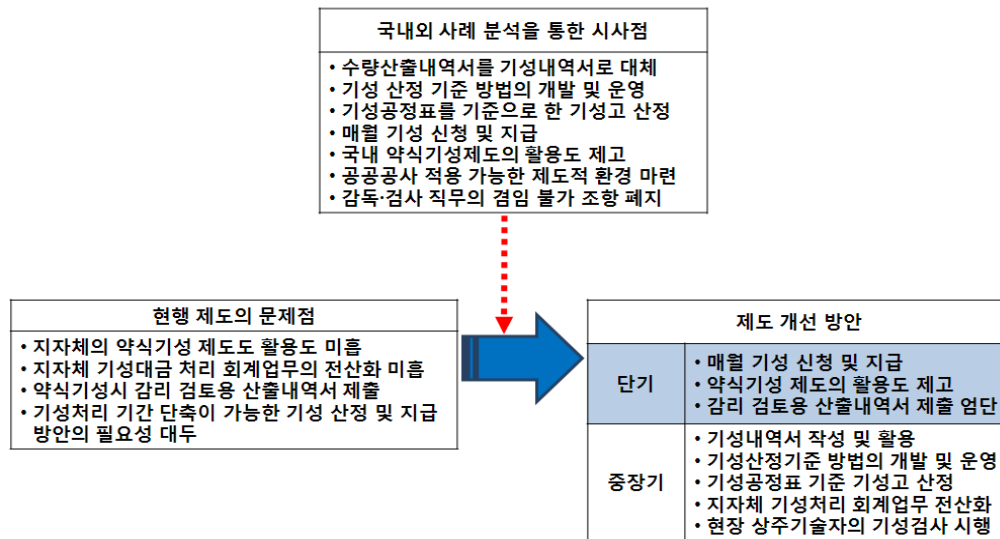 국내외 사례 분석을 통한 시사점
• 수량산출내역서를 기성내역서로 대체
• 기성 산정 기준 방법의 개발 및 운영
• 기성공정표를 기준으로 한 기성고 산정
• 매월 기성 신청 및 지급
• 국내 약식기성제도의 활용도 제고
• 공공공사 적용 가능한 제도적 환경 마련
• 감독·검사 직무의 겸임 불가 조항 폐지
현행 제도의 문제점
• 지자체의 약식기성 제도도 활용도 미흡
• 지자체 기성대금 처리 회계업무의 전산화 미흡
• 약식기성시 감리 검토용 산출내역서 제출
• 기성처리 기간 단축이 가능한 기성 산정 및 지급
방안의 필요성 대두
제도 개선 방안
단기
• 매월 기성 신청 및 지급
• 약식기성 제도의 활용도 제고
• 감리 검토용 산출내역서 제출 엄단
중장기
• 기성내역서 작성 및 활용
• 기성산정기준 방법의 개발 및 운영
• 기성공정표 기준 기성고 산정
• 지자체 기성처리 회계업무 전산화
• 현장 상주기술자의 기성검사 시행